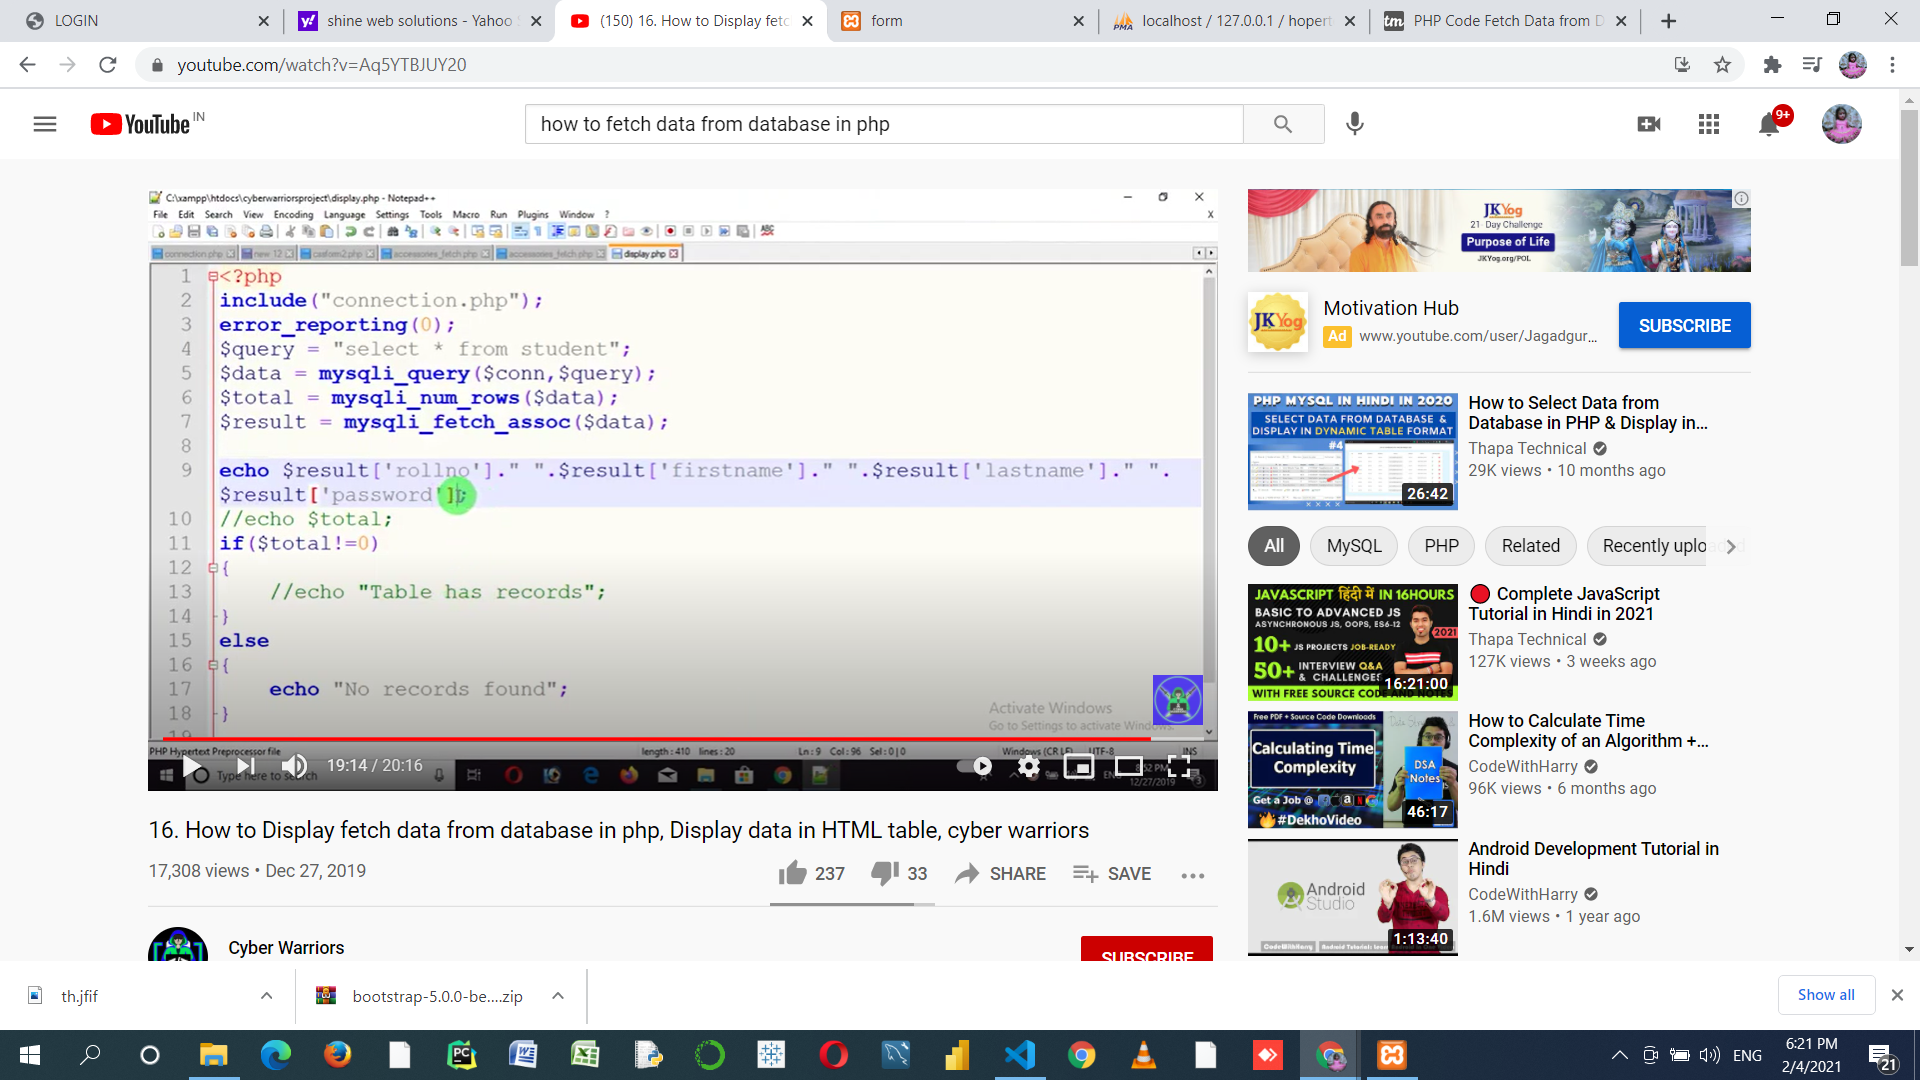 LOGIN
shine web solutions - Yahoo
(150) 16. How to Display fetc
form
localhost / 127.0.0.1 / hopert
PHP Code Fetch Data from D
youtube.com/watch?v=Aq5YTBJUY20
YouTube IN
how to fetch data from database in php
9+
C:\xampp\htdocs\cyberwarriorsproject\display.php - Notepad++
File Edit Search View Encoding Language Settings Tools Macro Run Plugins Window ?
connection.php new 12 display.php
1 <?php
2 include("connection.php");
3 error_reporting(0);
4 $query = "select * from student";
5 $data = mysqli_query($conn,$query);
6 $total = mysqli_num_rows($data);
7 $result = mysqli_fetch_assoc($data);
8
9 echo $result['rollno']." ".$result['firstname']." ".$result['lastname']." ".
$result['password'];
10 //echo $total;
11 if($total!=0)
12 {
13 //echo "Table has records";
14 }
15 else
16 {
17 echo "No records found";
18 }
19
Activate Windows
Go to Settings to activate Windows.
PHP Hypertext Preprocessor file length : 410 lines : 20 Ln : 9 Col : 96 Sel : 0 | 0 Windows (CR LF) UTF-8 INS
Type here to search
19:14 / 20:16
12/27/2019
16. How to Display fetch data from database in php, Display data in HTML table, cyber warriors
17,308 views • Dec 27, 2019
237 33 SHARE SAVE
Cyber Warriors
SUBSCRIBE
JKYog
21-Day Challenge
Purpose of Life
JKYog.org/POL
JKYog
Motivation Hub
Ad www.youtube.com/user/Jagadgur...
SUBSCRIBE
PHP MYSQL IN HINDI IN 2020
SELECT DATA FROM DATABASE &
DISPLAY IN DYNAMIC TABLE FORMAT
#4
26:42
How to Select Data from
Database in PHP & Display in...
Thapa Technical
29K views • 10 months ago
All MySQL PHP Related Recently uplo
JAVASCRIPT हिंदी में IN 16HOURS
BASIC TO ADVANCED JS
ASYNCHRONOUS JS, OOPS, ES6-12
2021
10+ JS PROJECTS JOB-READY
50+ INTERVIEW Q&A
& CHALLENGES
WITH FREE SOURCE CODE AND NOTES
16:21:00
Complete JavaScript
Tutorial in Hindi in 2021
Thapa Technical
127K views • 3 weeks ago
Free PDF + Source Code Downloads
Calculating Time
Complexity
DSA
Notes
Get a Job @
#DekhoVideo
46:17
How to Calculate Time
Complexity of an Algorithm +...
CodeWithHarry
96K views • 6 months ago
Android
Studio
CodeWithHarry
1:13:40
Android Development Tutorial in
Hindi
CodeWithHarry
1.6M views • 1 year ago
th.jfif
bootstrap-5.0.0-be....zip
Show all
ENG
6:21 PM
2/4/2021
21